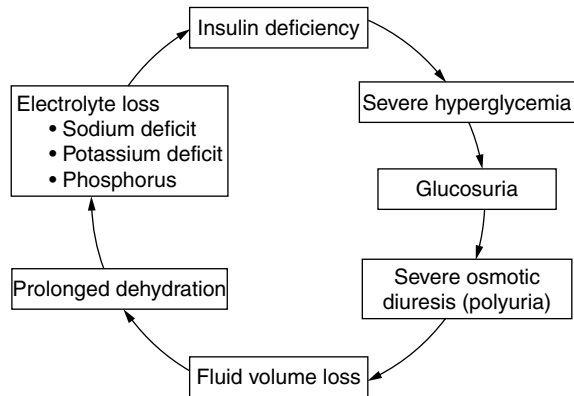 Insulin deficiency
Severe hyperglycemia
Glucosuria
Severe osmotic
diuresis (polyuria)
Fluid volume loss
Prolonged dehydration
Electrolyte loss
• Sodium deficit
• Potassium deficit
• Phosphorus